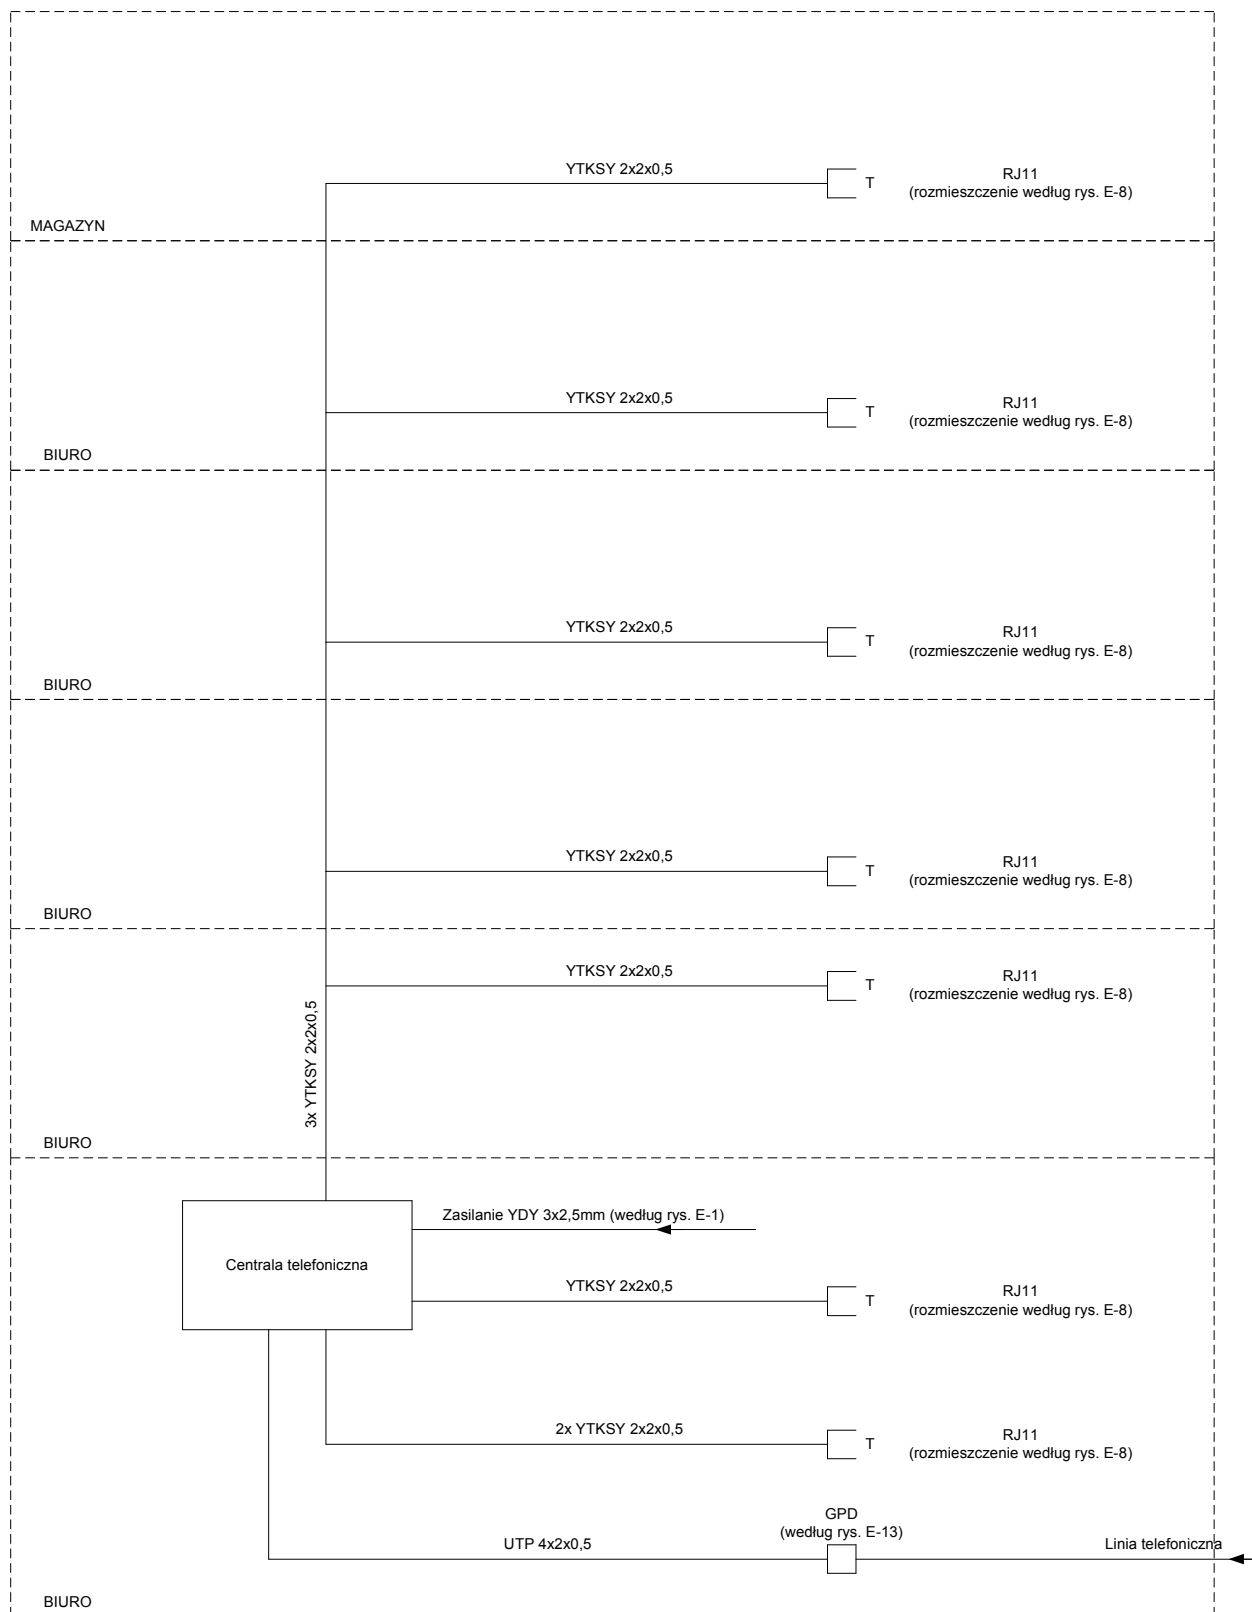 YTKSY 2x2x0,5
T
RJ11
(rozmieszczenie według rys. E-8)
MAGAZYN
YTKSY 2x2x0,5
T
RJ11
(rozmieszczenie według rys. E-8)
BIURO
YTKSY 2x2x0,5
T
RJ11
(rozmieszczenie według rys. E-8)
BIURO
YTKSY 2x2x0,5
T
RJ11
(rozmieszczenie według rys. E-8)
BIURO
YTKSY 2x2x0,5
T
RJ11
(rozmieszczenie według rys. E-8)
3x YTKSY 2x2x0,5
BIURO
Zasilanie YDY 3x2,5mm (według rys. E-1)
Centrala telefoniczna
YTKSY 2x2x0,5
T
RJ11
(rozmieszczenie według rys. E-8)
2x YTKSY 2x2x0,5
T
RJ11
(rozmieszczenie według rys. E-8)
GPD
(według rys. E-13)
UTP 4x2x0,5
Linia telefoniczna
BIURO